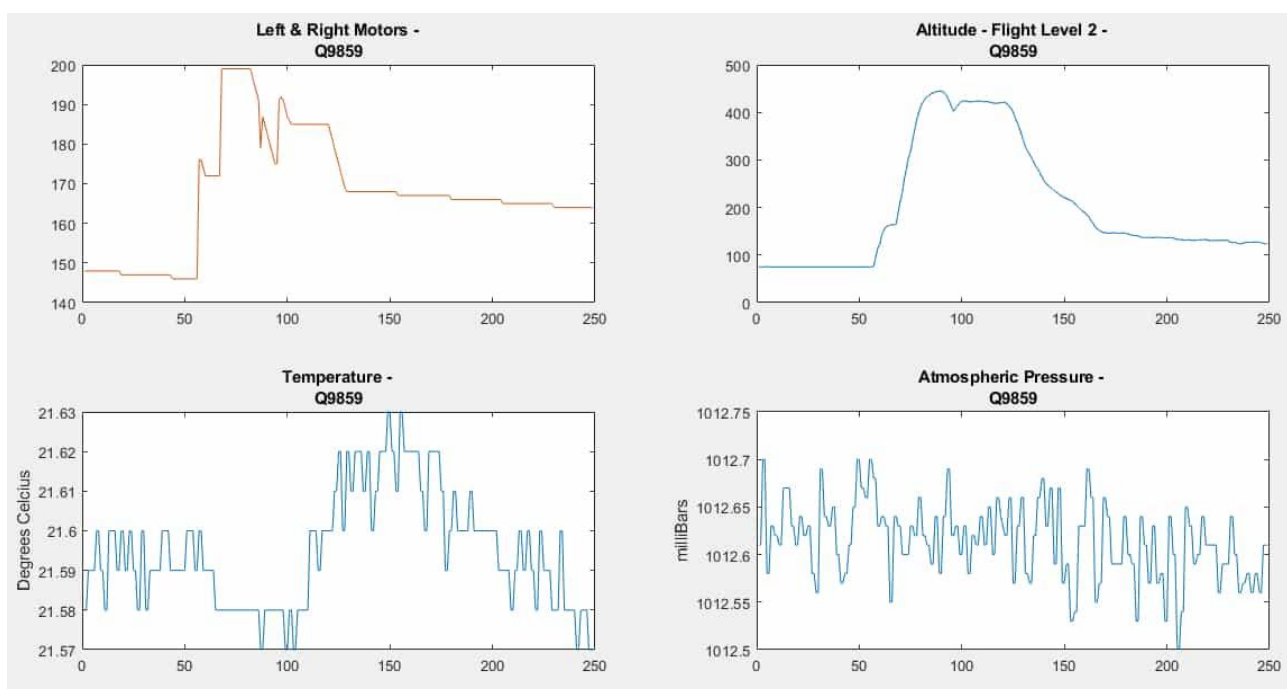 Left & Right Motors -
Q9859
200
190
180
170
160
150
140
0 50 100 150 200 250
Altitude - Flight Level 2 -
Q9859
500
400
300
200
100
0
0 50 100 150 200 250
Temperature -
Q9859
Degrees Celcius
21.63
21.62
21.61
21.6
21.59
21.58
21.57
0 50 100 150 200 250
Atmospheric Pressure -
Q9859
milliBars
1012.75
1012.7
1012.65
1012.6
1012.55
1012.5
0 50 100 150 200 250